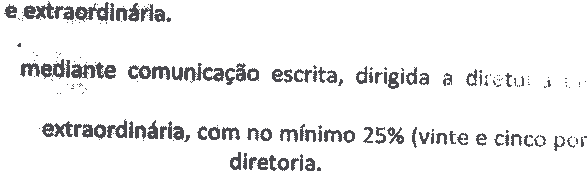 e extraordinária.
mediante comunicação escrita, dirigida a
extraordinária, com no mínimo 25% (vinte e cinco por
diretoria.